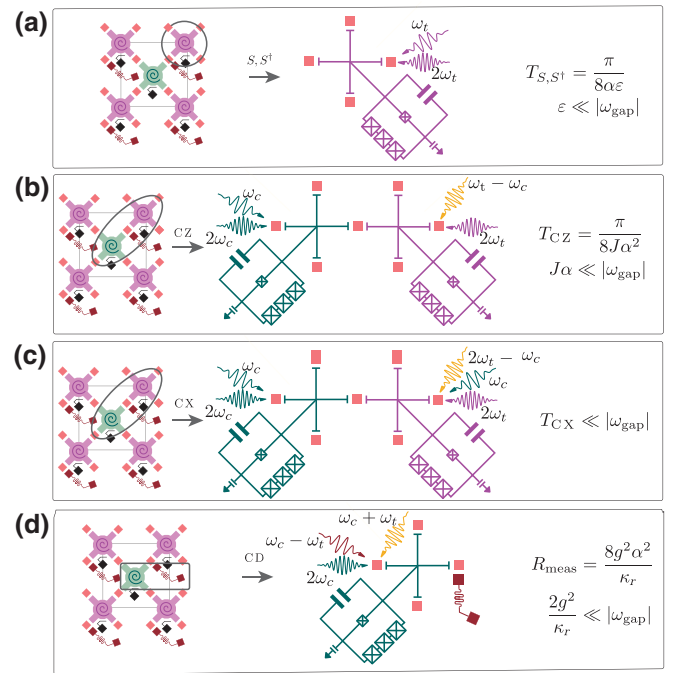 (a)
S, S†
ω_t
2ω_t
T_{S,S†} = π / 8αε
ε ≪ |ω_gap|
(b)
CZ
ω_c
2ω_c
ω_t − ω_c
2ω_t
T_CZ = π / 8Jα²
Jα ≪ |ω_gap|
(c)
CX
ω_c
2ω_c
2ω_t − ω_c
ω_c
2ω_t
T_CX ≪ |ω_gap|
(d)
CD
ω_c − ω_t
ω_c + ω_t
2ω_c
R_meas = 8g²α² / κ_r
2g² / κ_r ≪ |ω_gap|